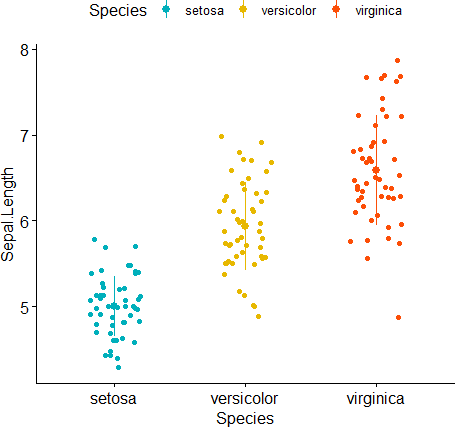 Species setosa versicolor virginica
8
7
6
5
Sepal.Length
setosa versicolor virginica
Species